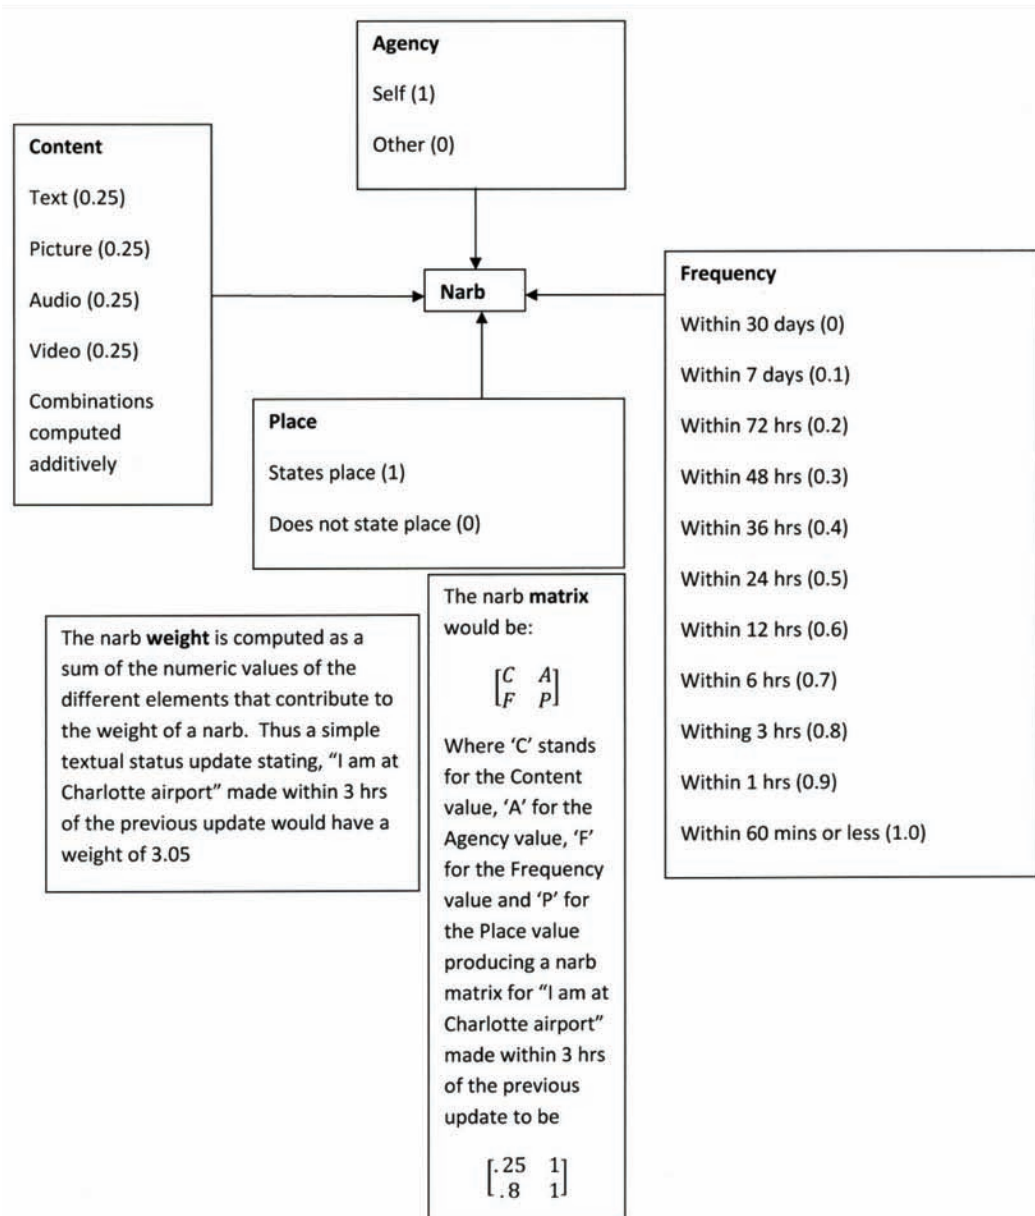 Agency
Self (1)
Other (0)
Content
Text (0.25)
Picture (0.25)
Audio (0.25)
Video (0.25)
Combinations
computed
additively
Narb
Frequency
Within 30 days (0)
Within 7 days (0.1)
Within 72 hrs (0.2)
Within 48 hrs (0.3)
Within 36 hrs (0.4)
Within 24 hrs (0.5)
Within 12 hrs (0.6)
Within 6 hrs (0.7)
Withing 3 hrs (0.8)
Within 1 hrs (0.9)
Within 60 mins or less (1.0)
Place
States place (1)
Does not state place (0)
The narb weight is computed as a
sum of the numeric values of the
different elements that contribute to
the weight of a narb. Thus a simple
textual status update stating, "I am at
Charlotte airport" made within 3 hrs
of the previous update would have a
weight of 3.05
The narb matrix
would be:
[C A]
[F P]
Where 'C' stands
for the Content
value, 'A' for the
Agency value, 'F'
for the Frequency
value and 'P' for
the Place value
producing a narb
matrix for "I am at
Charlotte airport"
made within 3 hrs
of the previous
update to be
[.25 1]
[.8 1]